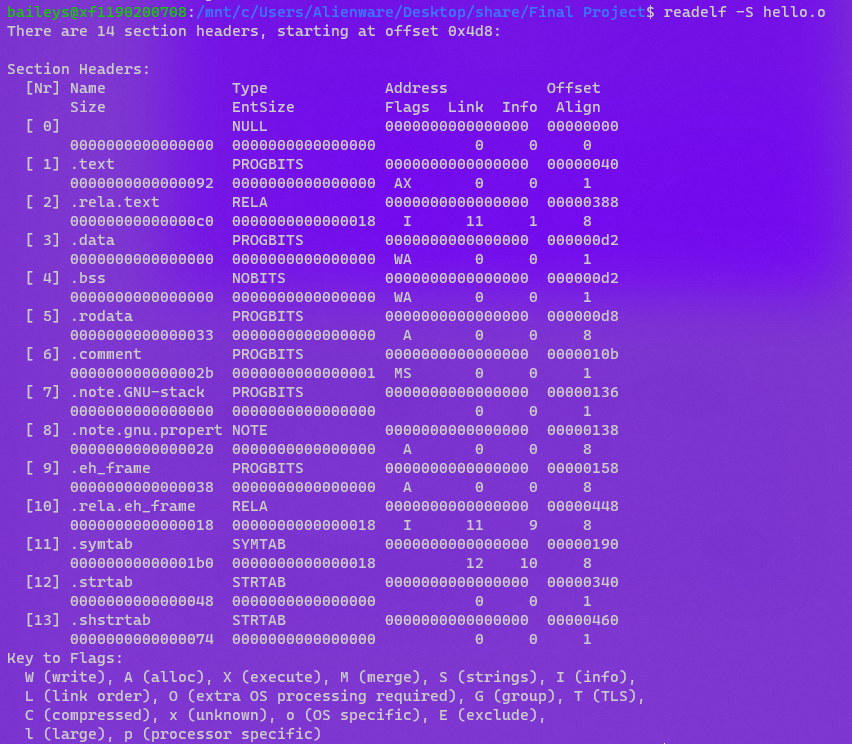 baileys@xf1190200708:/mnt/c/Users/Alienware/Desktop/share/Final Project$ readelf -S hello.o
There are 14 section headers, starting at offset 0x4d8:

Section Headers:
  [Nr] Name              Type             Address           Offset
       Size              EntSize          Flags  Link  Info  Align
  [ 0]                   NULL             0000000000000000  00000000
       0000000000000000  0000000000000000           0     0     0
  [ 1] .text             PROGBITS         0000000000000000  00000040
       0000000000000092  0000000000000000  AX       0     0     1
  [ 2] .rela.text        RELA             0000000000000000  00000388
       00000000000000c0  0000000000000018   I      11     1     8
  [ 3] .data             PROGBITS         0000000000000000  000000d2
       0000000000000000  0000000000000000  WA       0     0     1
  [ 4] .bss              NOBITS           0000000000000000  000000d2
       0000000000000000  0000000000000000  WA       0     0     1
  [ 5] .rodata           PROGBITS         0000000000000000  000000d8
       0000000000000033  0000000000000000   A       0     0     8
  [ 6] .comment          PROGBITS         0000000000000000  0000010b
       000000000000002b  0000000000000001  MS       0     0     1
  [ 7] .note.GNU-stack   PROGBITS         0000000000000000  00000136
       0000000000000000  0000000000000000           0     0     1
  [ 8] .note.gnu.propert NOTE             0000000000000000  00000138
       0000000000000020  0000000000000000   A       0     0     8
  [ 9] .eh_frame         PROGBITS         0000000000000000  00000158
       0000000000000038  0000000000000000   A       0     0     8
  [10] .rela.eh_frame    RELA             0000000000000000  00000448
       0000000000000018  0000000000000018   I      11     9     8
  [11] .symtab           SYMTAB           0000000000000000  00000190
       00000000000001b0  0000000000000018          12    10     8
  [12] .strtab           STRTAB           0000000000000000  00000340
       0000000000000048  0000000000000000           0     0     1
  [13] .shstrtab         STRTAB           0000000000000000  00000460
       0000000000000074  0000000000000000           0     0     1
Key to Flags:
  W (write), A (alloc), X (execute), M (merge), S (strings), I (info),
  L (link order), O (extra OS processing required), G (group), T (TLS),
  C (compressed), x (unknown), o (OS specific), E (exclude),
  l (large), p (processor specific)